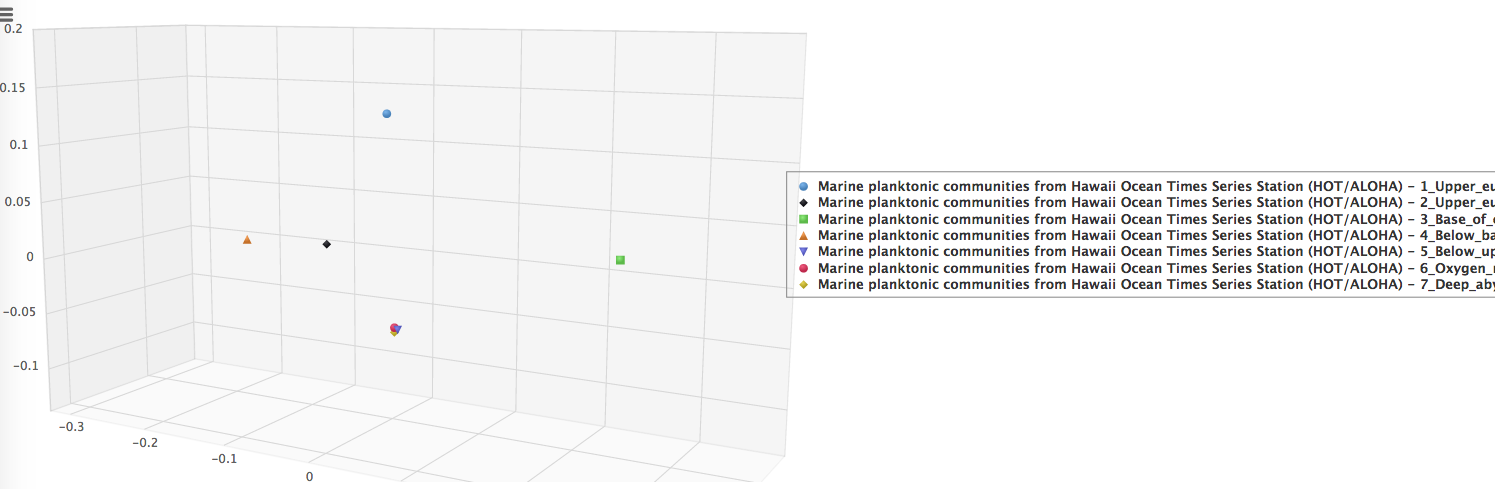 0.2
0.15
0.1
0.05
0
-0.05
-0.1
-0.3
-0.2
-0.1
0
Marine planktonic communities from Hawaii Ocean Times Series Station (HOT/ALOHA) - 1_Upper_eu
Marine planktonic communities from Hawaii Ocean Times Series Station (HOT/ALOHA) - 2_Upper_eu
Marine planktonic communities from Hawaii Ocean Times Series Station (HOT/ALOHA) - 3_Base_of_
Marine planktonic communities from Hawaii Ocean Times Series Station (HOT/ALOHA) - 4_Below_ba
Marine planktonic communities from Hawaii Ocean Times Series Station (HOT/ALOHA) - 5_Below_up
Marine planktonic communities from Hawaii Ocean Times Series Station (HOT/ALOHA) - 6_Oxygen_
Marine planktonic communities from Hawaii Ocean Times Series Station (HOT/ALOHA) - 7_Deep_aby